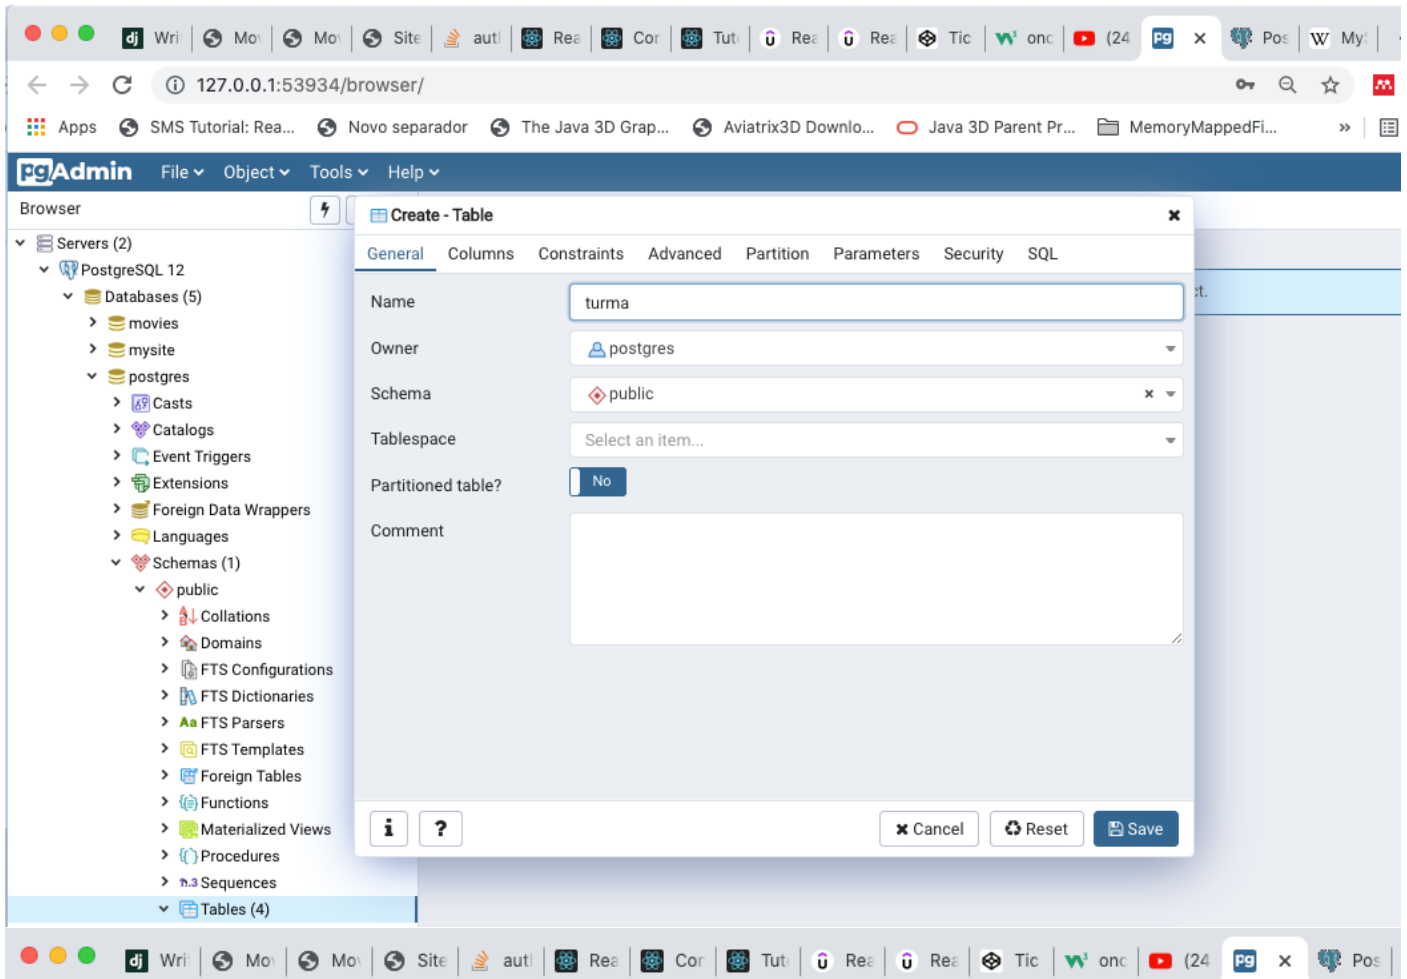 Wri Mo Mo Site aut Rea Cor Tut Rea Rea Tic onc (24 Pos My
127.0.0.1:53934/browser/
Apps SMS Tutorial: Rea... Novo separador The Java 3D Grap... Aviatrix3D Downlo... Java 3D Parent Pr... MemoryMappedFi... »
pgAdmin File Object Tools Help
Browser
Create - Table
Servers (2)
General Columns Constraints Advanced Partition Parameters Security SQL
PostgreSQL 12
Databases (5)
Name turma
ct.
movies
mysite
Owner postgres
postgres
Schema public
Casts
Catalogs
Tablespace Select an item...
Event Triggers
Extensions
Partitioned table? No
Foreign Data Wrappers
Comment
Languages
Schemas (1)
public
Collations
Domains
FTS Configurations
FTS Dictionaries
FTS Parsers
FTS Templates
Foreign Tables
Functions
Materialized Views
i ? Cancel Reset Save
Procedures
Sequences
Tables (4)
Wri Mo Mo Site aut Rea Cor Tut Rea Rea Tic onc (24 Pos